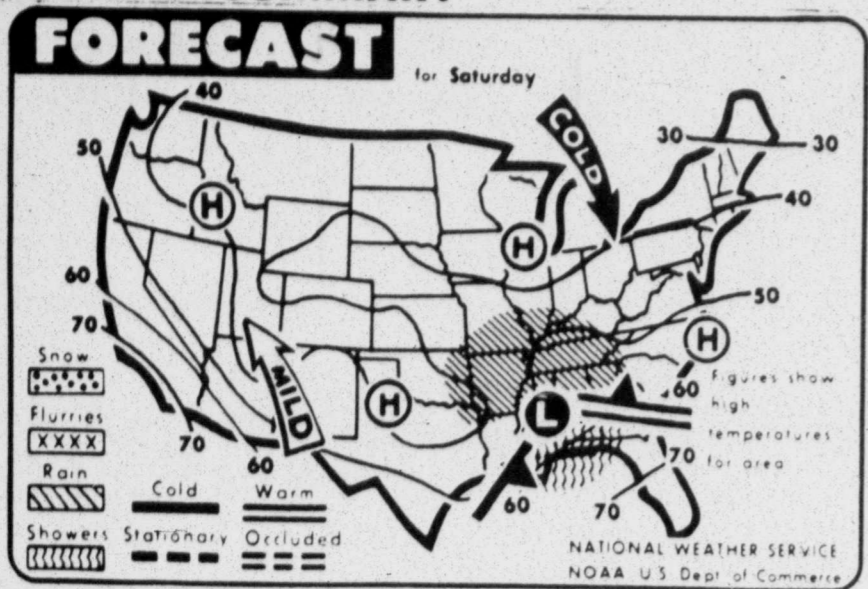 FORECAST
for Saturday
40
COLD
50
30
30
H
H
40
60
50
70
H
Snow
MILD
H
L
60
Figures show
high
Flurries
temperatures
70
for area
70
60
Rain
Cold
Warm
60
70
Showers
Stationary
Occluded
NATIONAL WEATHER SERVICE
NOAA U.S. Dept of Commerce